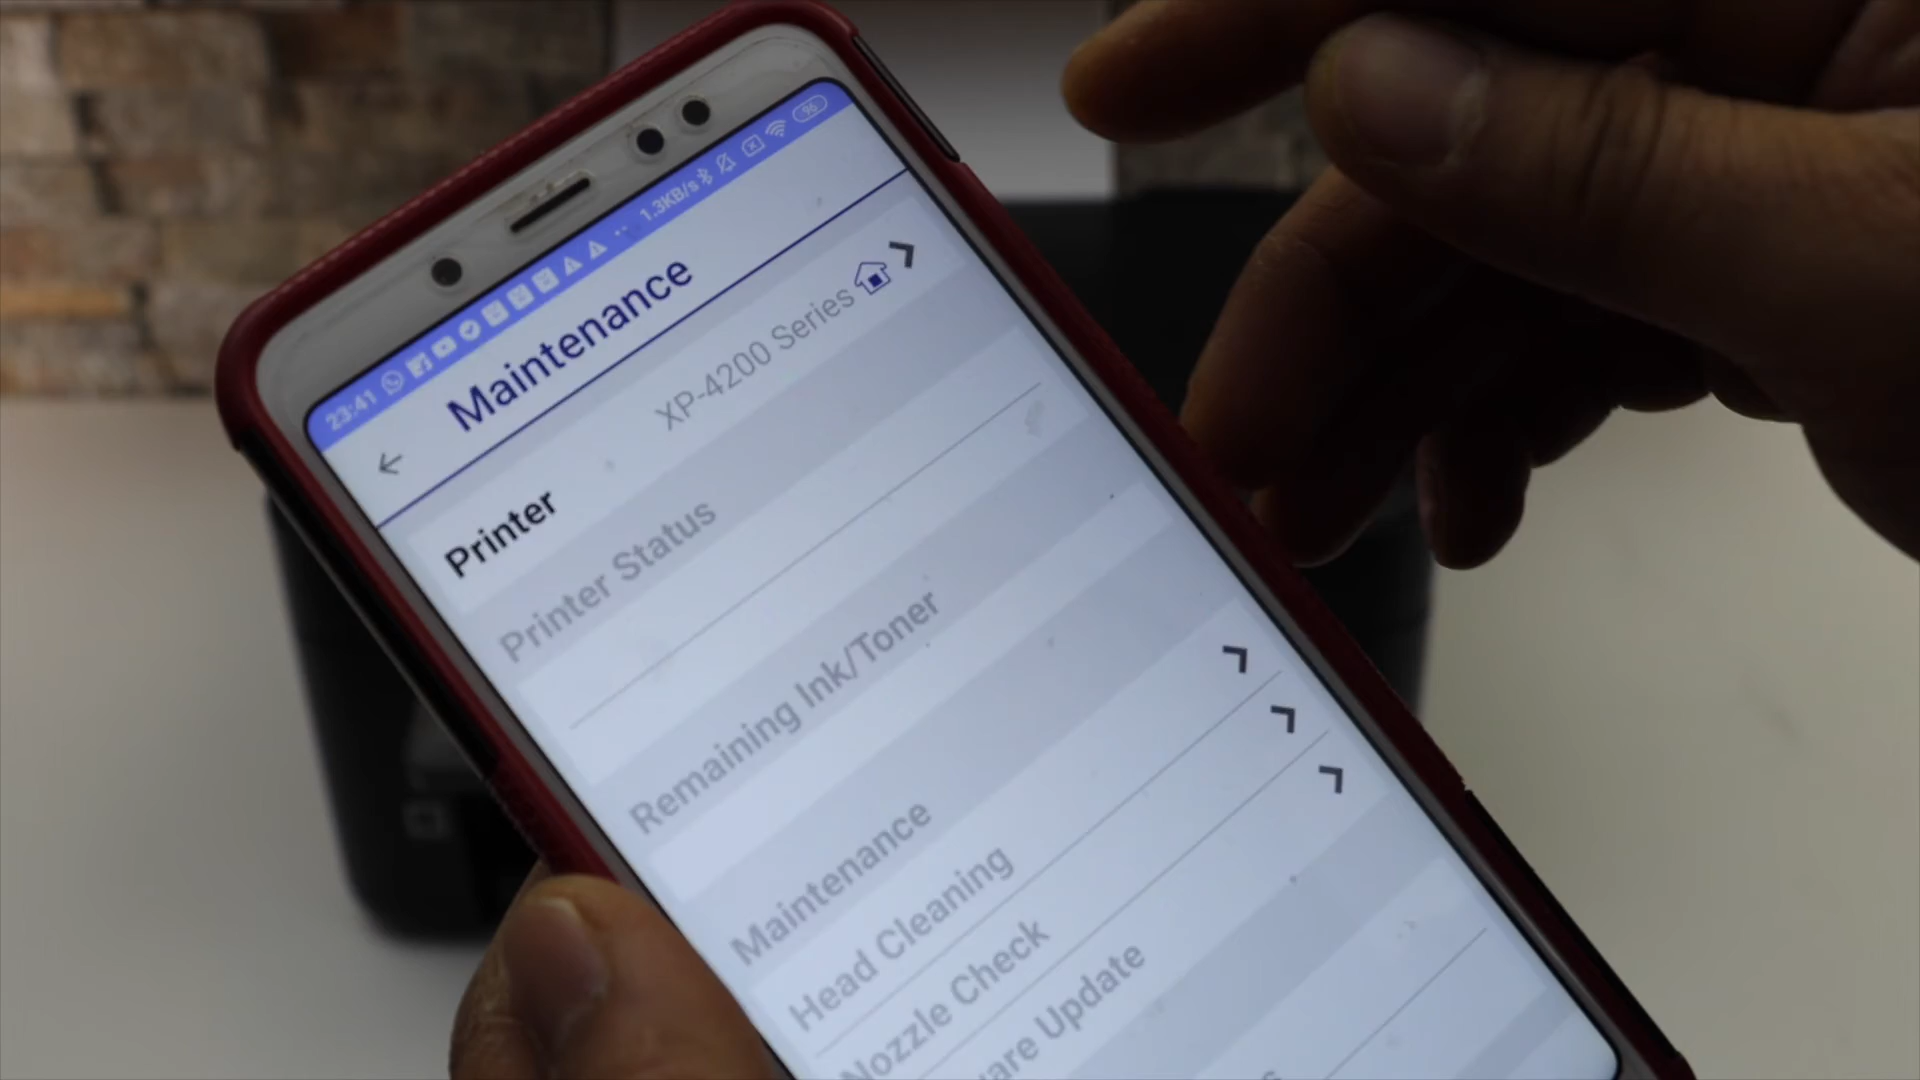 23:41 1.3KB/s 96
Maintenance
Printer XP-4200 Series
Printer Status
Remaining Ink/Toner
Maintenance
Head Cleaning
Nozzle Check
ware Update
s